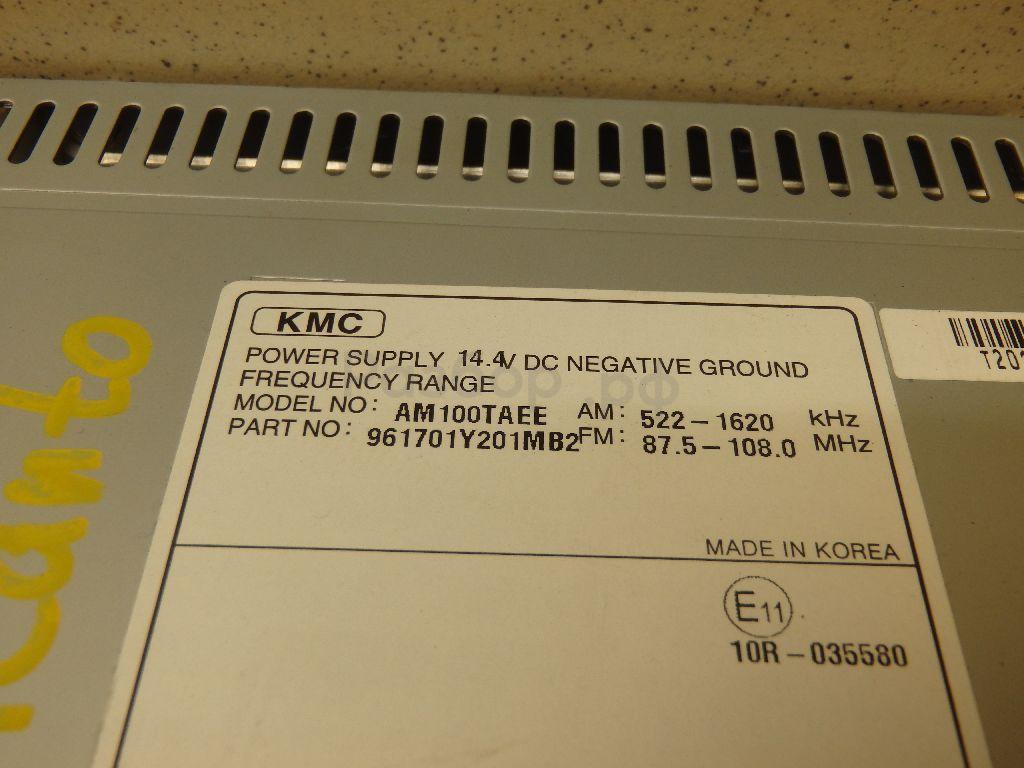 KMC
POWER SUPPLY 14.4V DC NEGATIVE GROUND
FREQUENCY RANGE
MODEL NO: AM100TAEE AM: 522-1620 kHz
PART NO: 961701Y201MB2 FM: 87.5-108.0 MHz
MADE IN KOREA
E11
10R-035580